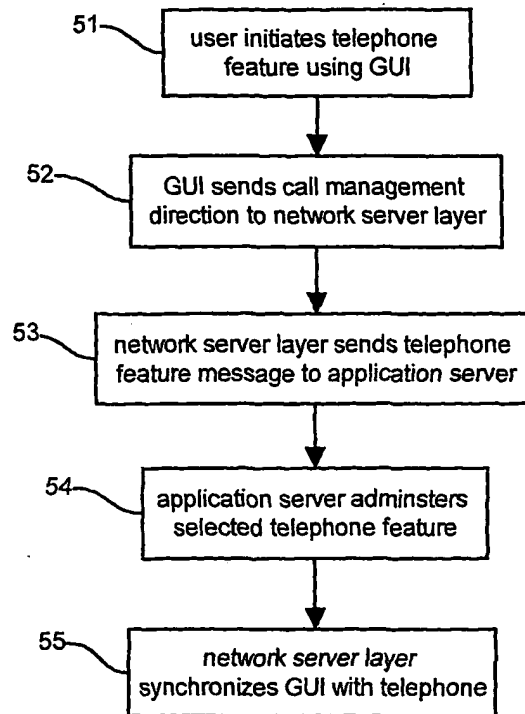 51
user initiates telephone
feature using GUI
52
GUI sends call management
direction to network server layer
53
network server layer sends telephone
feature message to application server
54
application server adminsters
selected telephone feature
55
network server layer
synchronizes GUI with telephone